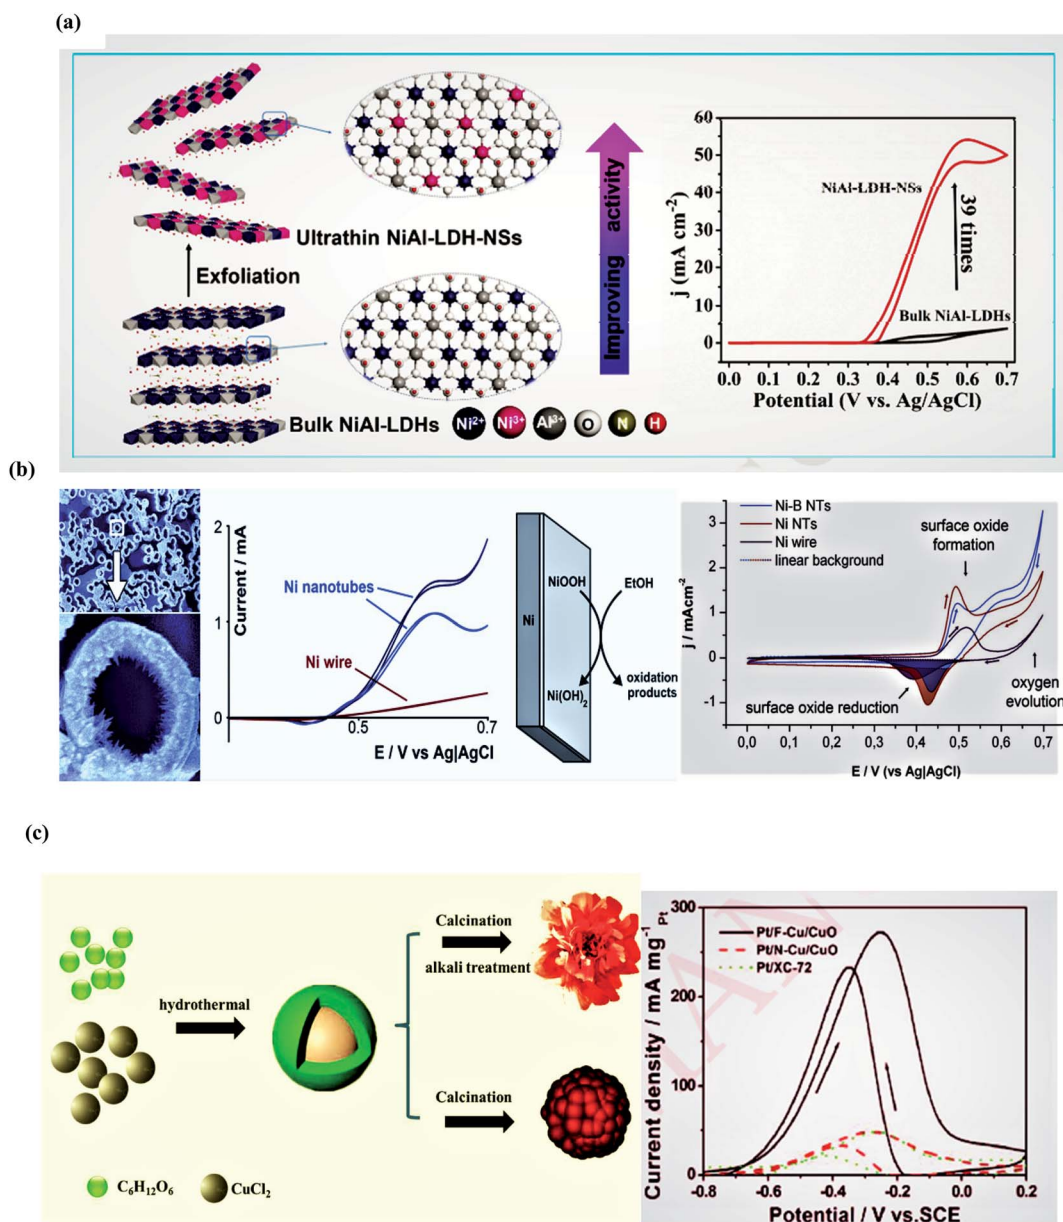 (a)
Ultrathin NiAl-LDH-NSs
Exfoliation
Bulk NiAl-LDHs
Ni2+ Ni3+ Al3+ O N H
Improving activity
j (mA cm-2)
60
50
40
30
20
10
0
NiAl-LDH-NSs
39 times
Bulk NiAl-LDHs
0.0 0.1 0.2 0.3 0.4 0.5 0.6 0.7
Potential (V vs. Ag/AgCl)
(b)
Current / mA
2
1
0
Ni nanotubes
Ni wire
0.5 0.7
E / V vs Ag|AgCl
Ni
NiOOH
EtOH
Ni(OH)2
oxidation
products
Ni-B NTs
Ni NTs
Ni wire
linear background
surface oxide
formation
j / mAcm-2
3
2
1
0
-1
surface oxide reduction
oxygen
evolution
0,0 0,1 0,2 0,3 0,4 0,5 0,6 0,7
E / V (vs Ag|AgCl)
(c)
hydrothermal
Calcination
alkali treatment
Calcination
C6H12O6
CuCl2
Current density / mA mg-1Pt
300
200
100
0
Pt/F-Cu/CuO
Pt/N-Cu/CuO
Pt/XC-72
-0.8 -0.6 -0.4 -0.2 0.0 0.2
Potential / V vs.SCE